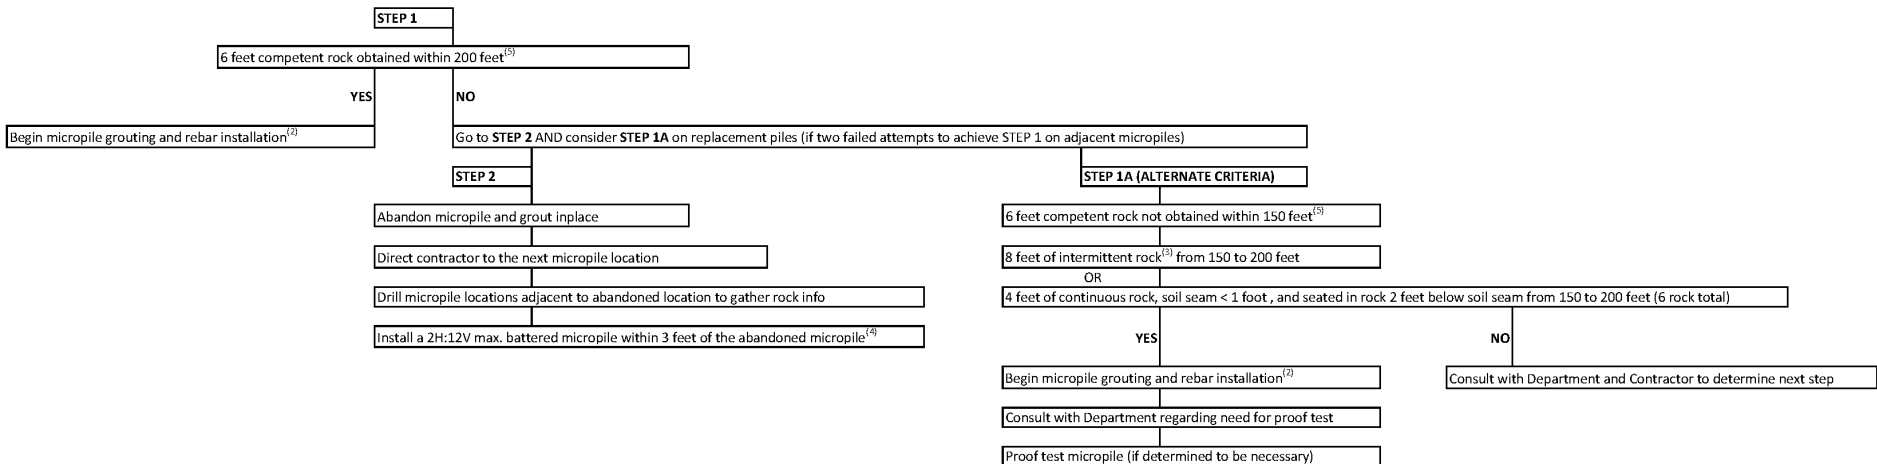 STEP 1
6 feet competent rock obtained within 200 feet(5)
YES
NO
Begin micropile grouting and rebar installation(2)
Go to STEP 2 AND consider STEP 1A on replacement piles (if two failed attempts to achieve STEP 1 on adjacent micropiles)
STEP 2
STEP 1A (ALTERNATE CRITERIA)
Abandon micropile and grout inplace
6 feet competent rock not obtained within 150 feet(5)
Direct contractor to the next micropile location
8 feet of intermittent rock(3) from 150 to 200 feet
OR
Drill micropile locations adjacent to abandoned location to gather rock info
4 feet of continuous rock, soil seam < 1 foot , and seated in rock 2 feet below soil seam from 150 to 200 feet (6 rock total)
Install a 2H:12V max. battered micropile within 3 feet of the abandoned micropile(4)
YES
NO
Begin micropile grouting and rebar installation(2)
Consult with Department and Contractor to determine next step
Consult with Department regarding need for proof test
Proof test micropile (if determined to be necessary)